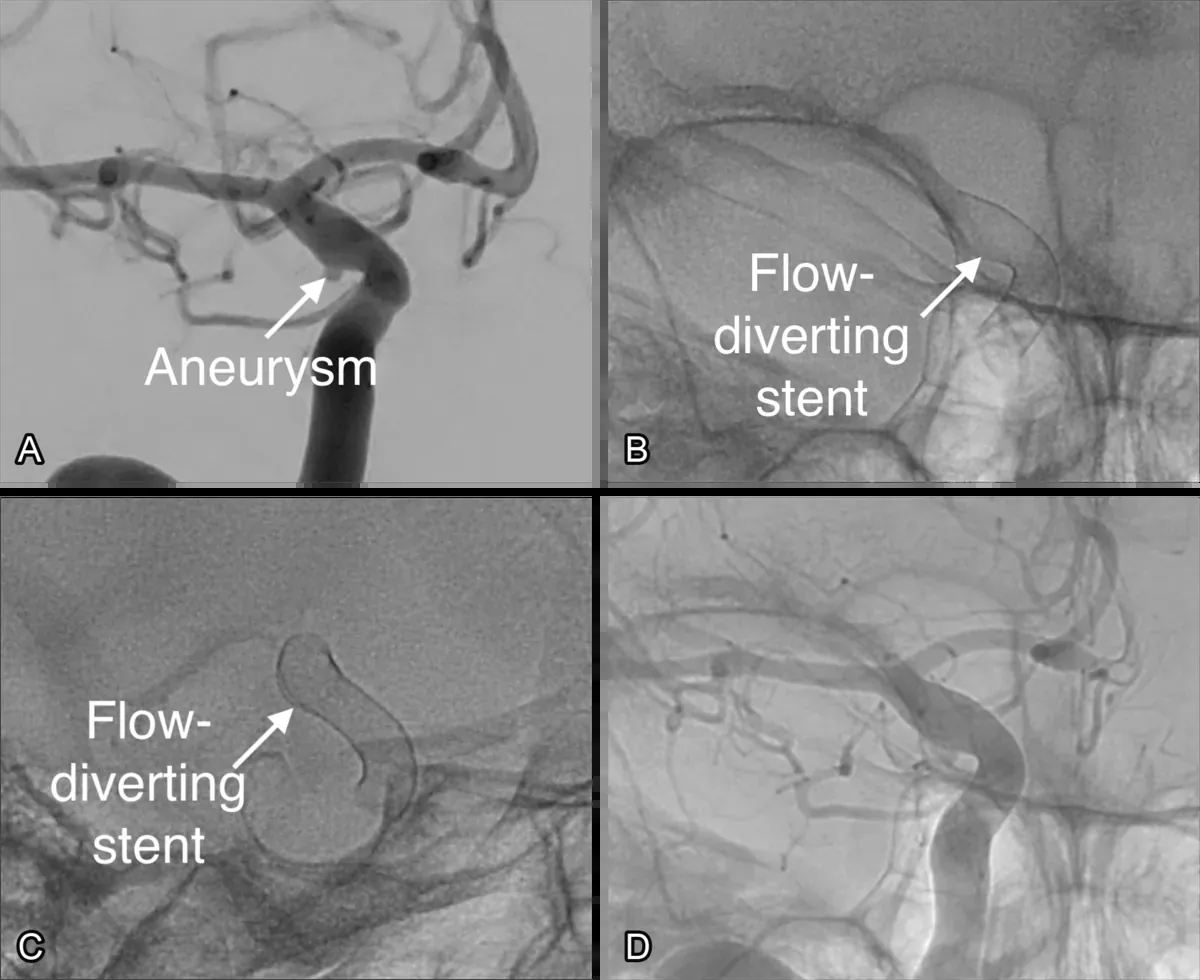 Aneurysm
A
Flow-
diverting
stent
B
Flow-
diverting
stent
C
D